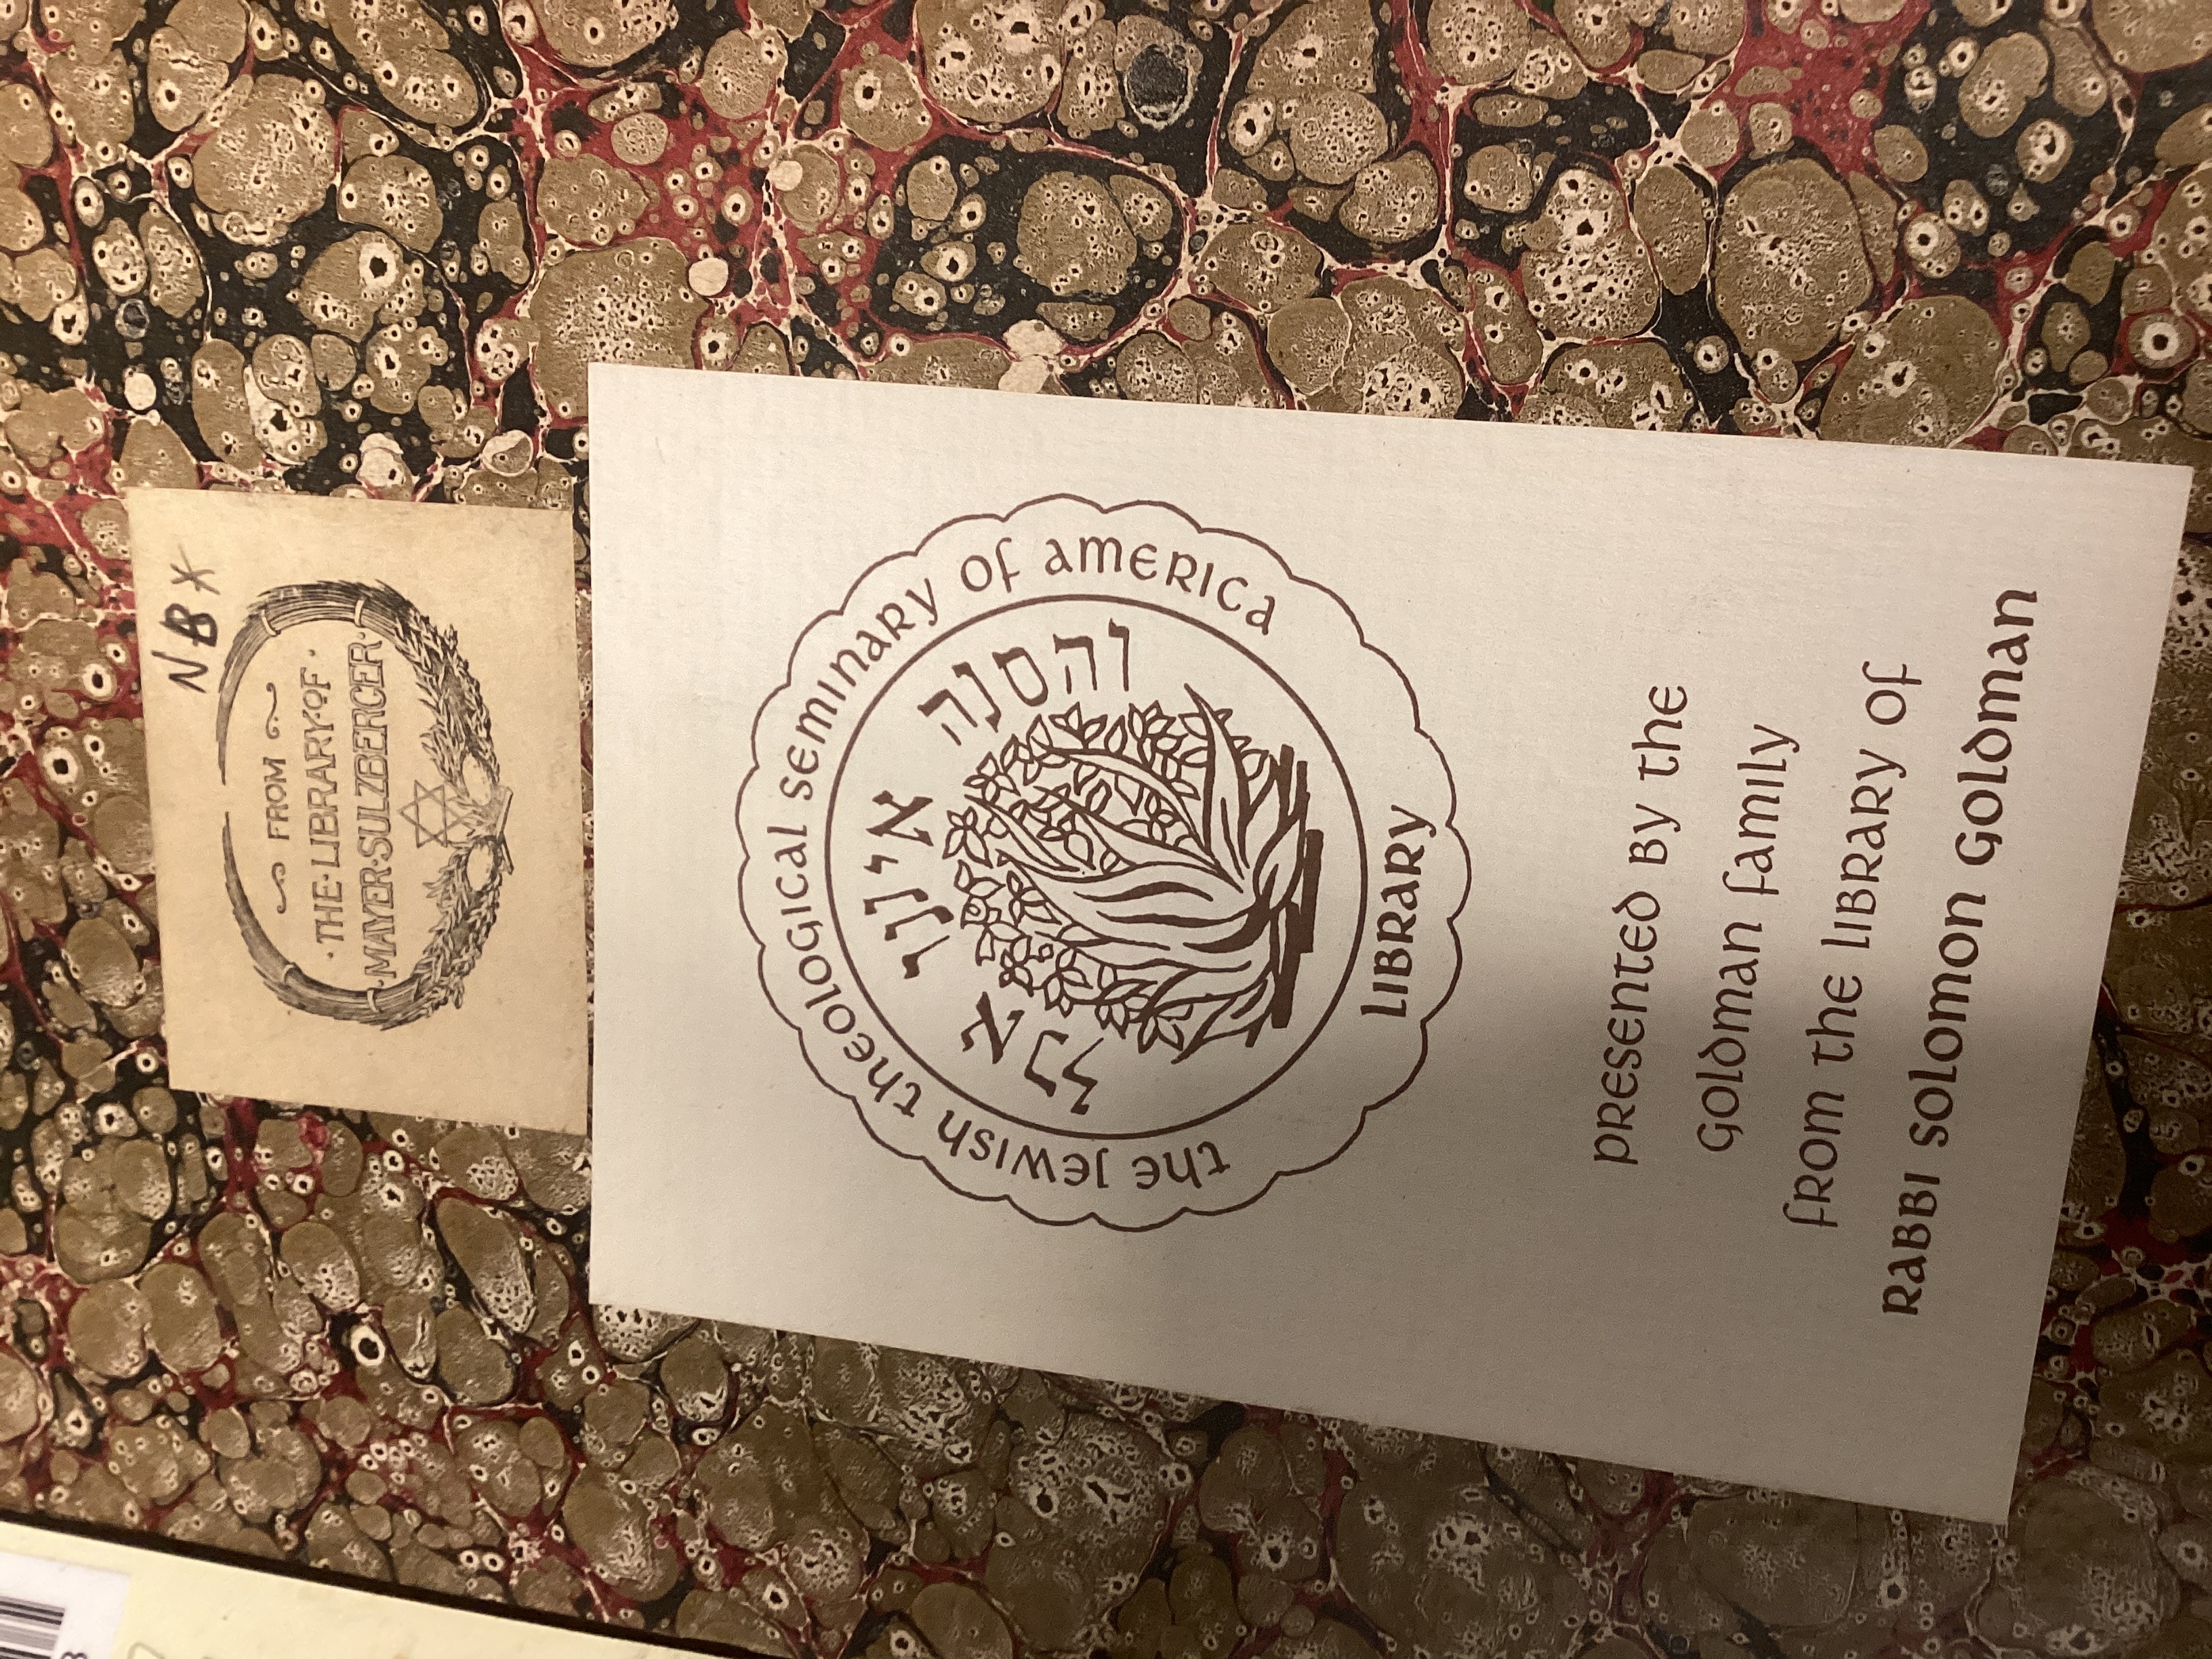 NBX
FROM
·THE·LIBRARY·OF·
·MAYER·SULZBERGER·
the Jewish theological seminary of america
והסנה איננו אכל
LIBRARY
presented by the
Goldman family
from the library of
Rabbi Solomon Goldman